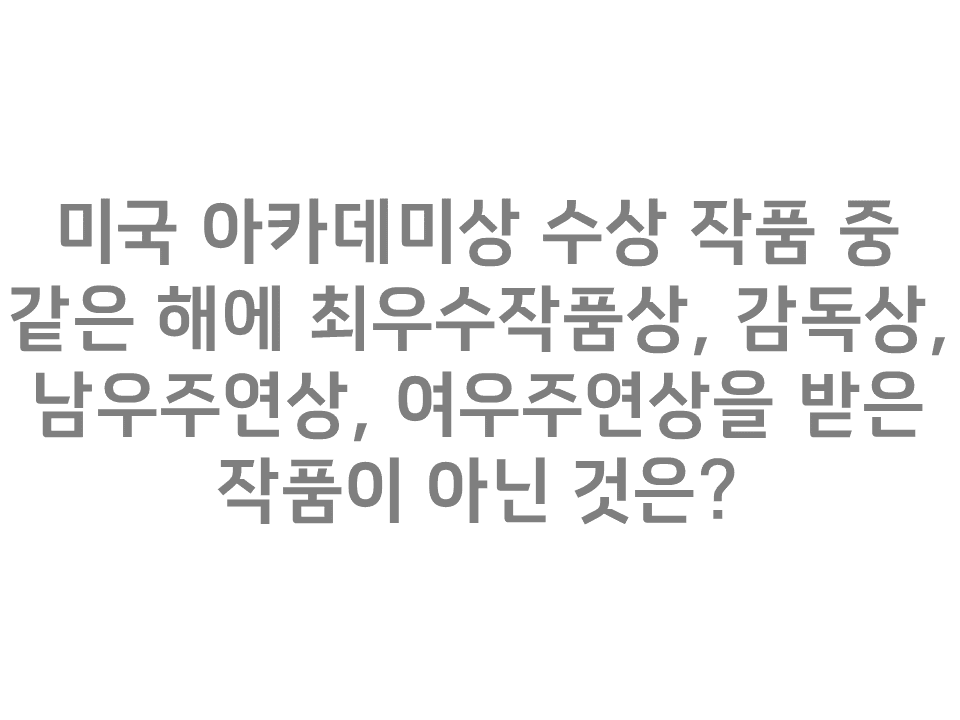 미국 아카데미상 수상 작품 중
같은 해에 최우수작품상, 감독상,
남우주연상, 여우주연상을 받은
작품이 아닌 것은?